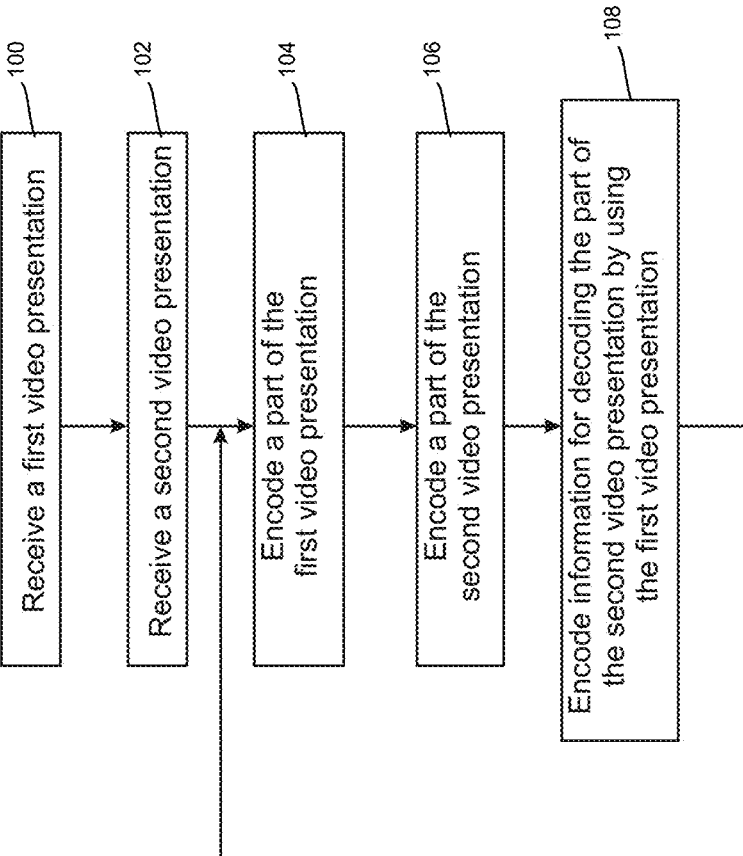 100
Receive a first video presentation
102
Receive a second video presentation
104
Encode a part of the
first video presentation
106
Encode a part of the
second video presentation
108
Encode information for decoding the part of
the second video presentation by using
the first video presentation